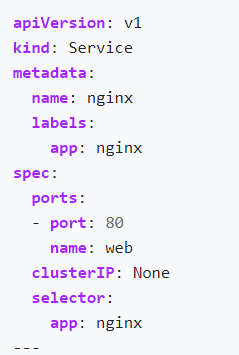 apiVersion: v1
kind: Service
metadata:
  name: nginx
  labels:
    app: nginx
spec:
  ports:
  - port: 80
    name: web
  clusterIP: None
  selector:
    app: nginx
---